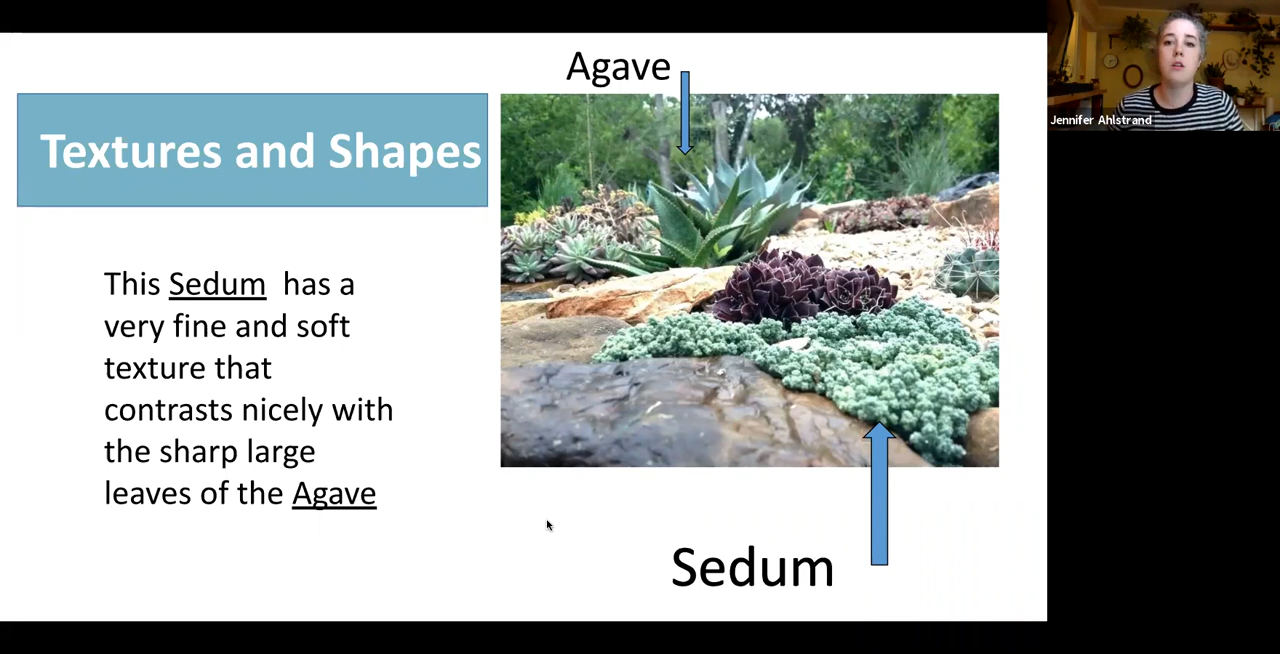 Agave
Textures and Shapes
This Sedum has a
very fine and soft
texture that
contrasts nicely with
the sharp large
leaves of the Agave
Sedum
Jennifer Ahlstrand